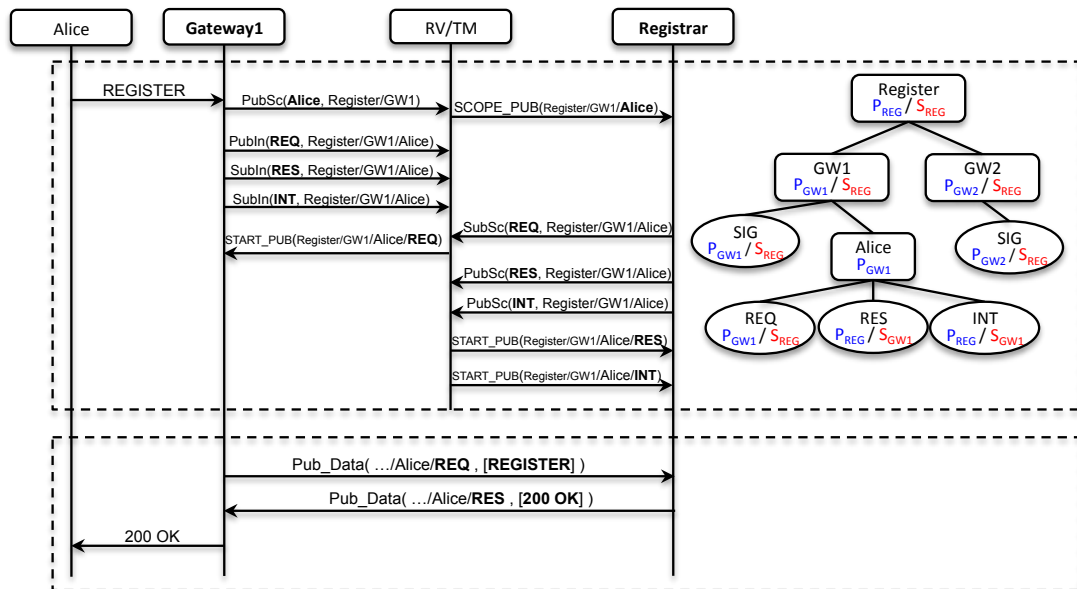 Alice
Gateway1
RV/TM
Registrar
REGISTER
PubSc(Alice, Register/GW1)
SCOPE_PUB(Register/GW1/Alice)
PubIn(REQ, Register/GW1/Alice)
SubIn(RES, Register/GW1/Alice)
SubIn(INT, Register/GW1/Alice)
SubSc(REQ, Register/GW1/Alice)
START_PUB(Register/GW1/Alice/REQ)
PubSc(RES, Register/GW1/Alice)
PubSc(INT, Register/GW1/Alice)
START_PUB(Register/GW1/Alice/RES)
START_PUB(Register/GW1/Alice/INT)
Pub_Data( …/Alice/REQ , [REGISTER] )
Pub_Data( …/Alice/RES , [200 OK] )
200 OK
Register
PREG / SREG
GW1
PGW1 / SREG
GW2
PGW2 / SREG
SIG
PGW1 / SREG
Alice
PGW1
SIG
PGW2 / SREG
REQ
PGW1 / SREG
RES
PREG / SGW1
INT
PREG / SGW1